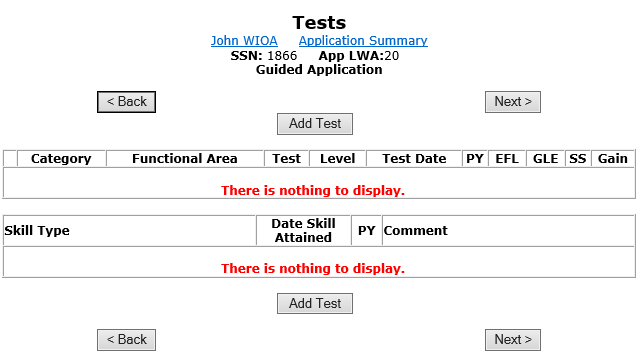 Tests
John WIOA Application Summary
SSN: 1866 App LWA:20
Guided Application
< Back Next >
Add Test
Category Functional Area Test Level Test Date PY EFL GLE SS Gain
There is nothing to display.
Skill Type Date Skill Attained PY Comment
There is nothing to display.
Add Test
< Back Next >